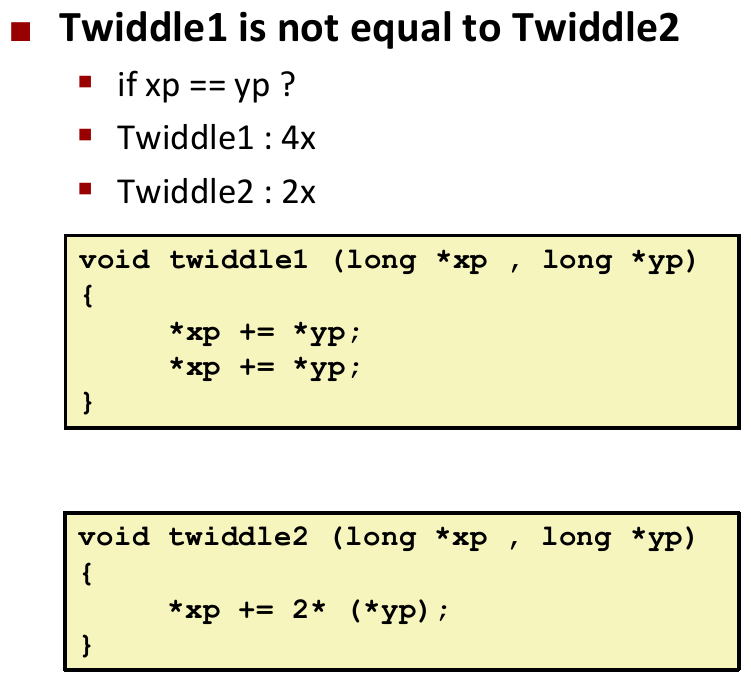 Twiddle1 is not equal to Twiddle2
if xp == yp ?
Twiddle1 : 4x
Twiddle2 : 2x
void twiddle1 (long *xp , long *yp)
{
*xp += *yp;
*xp += *yp;
}
void twiddle2 (long *xp , long *yp)
{
*xp += 2* (*yp);
}